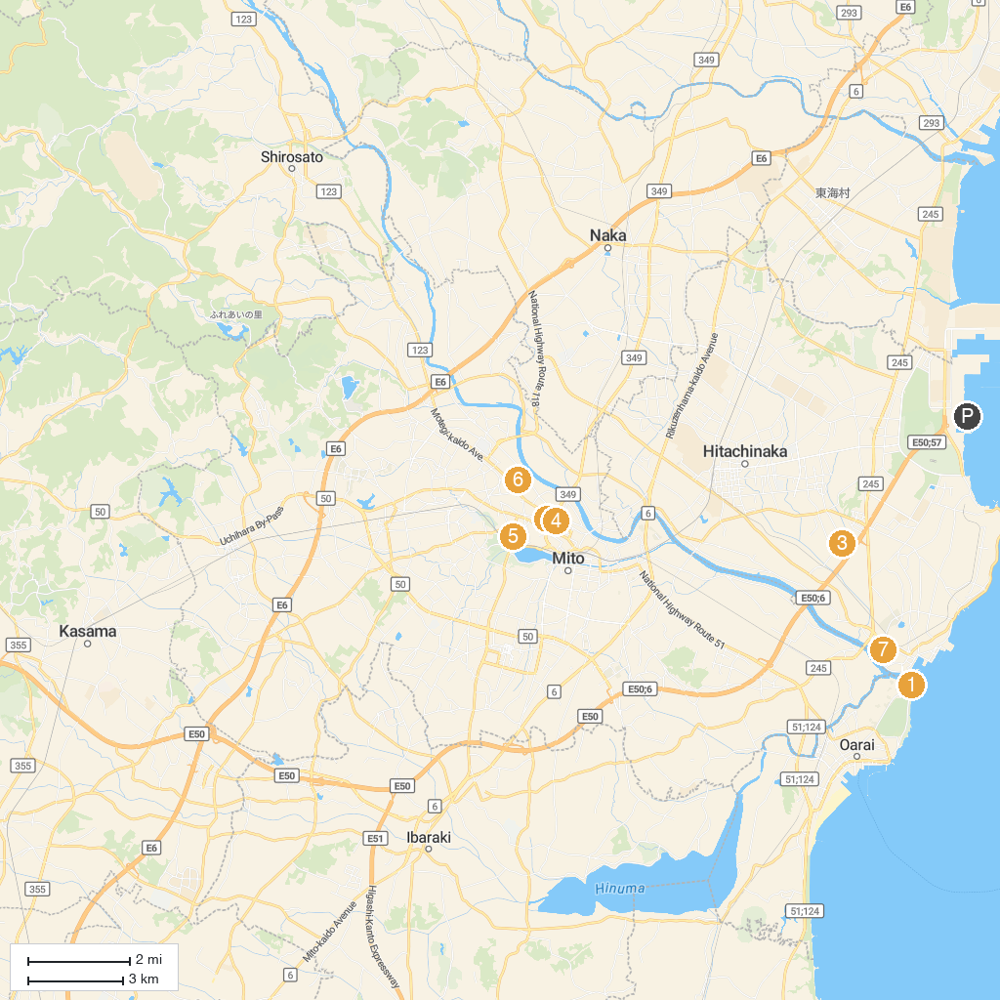 E6
123
293
349
6
293
Shirosato
E6
123
349
東海村
245
Naka
ふれあいの里
National Highway Route 118
123
349
245
Rikuzenhama-kaido Avenue
E6
Motegi-kaido Ave.
P
E6
Hitachinaka
E50;57
6
245
50
349
50
Uchihara By-Pass
6
4
5
3
Mito
50
National Highway Route 51
E6
E50;6
Kasama
355
50
7
245
1
E50;6
6
E50
51;124
E50
Oarai
355
E50
51;124
E50
6
E6
E51
Ibaraki
355
Hinuma
51;124
Mito-kaido Avenue
Higashi-Kanto Expressway
2 mi
6
3 km